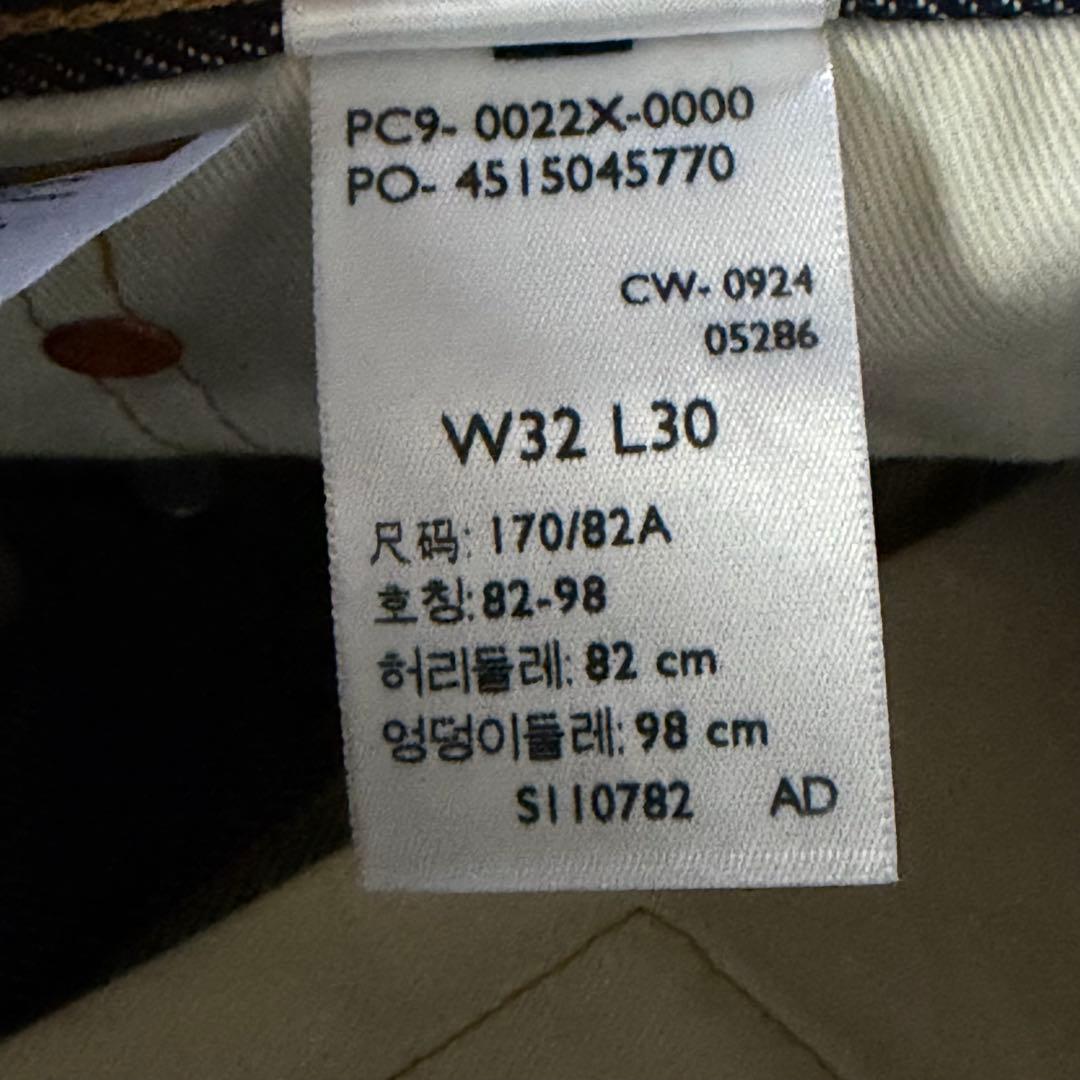 PC9- 0022X-0000
PO- 4515045770
CW- 0924
05286
W32 L30
尺码: 170/82A
호칭: 82-98
허리둘레: 82 cm
엉덩이둘레: 98 cm
S110782 AD